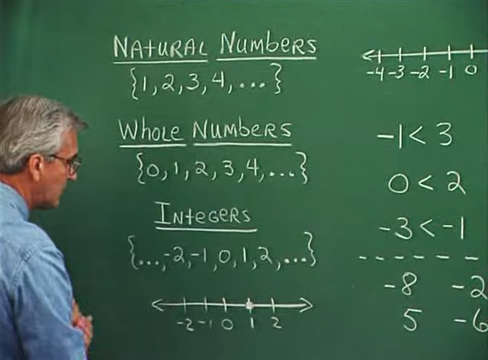 NATURAL NUMBERS
{1, 2, 3, 4, ...}
WHOLE NUMBERS
{0, 1, 2, 3, 4, ...}
INTEGERS
{..., -2, -1, 0, 1, 2, ...}
-2 -1 0 1 2
-4 -3 -2 -1 0
-1 < 3
0 < 2
-3 < -1
-8 -2
5 -6